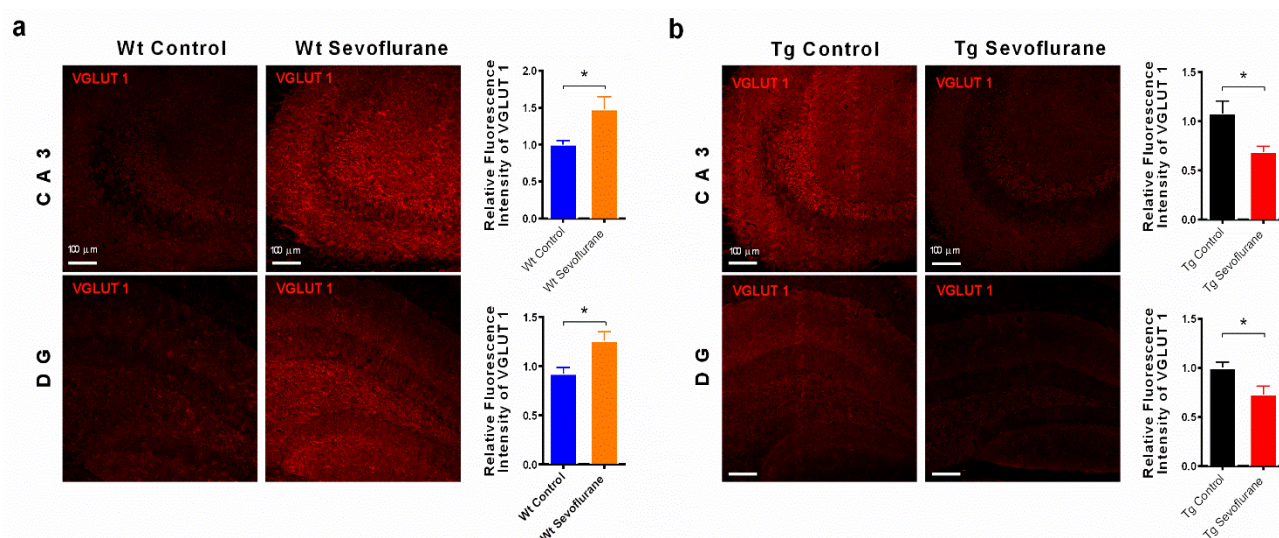 a
Wt Control
Wt Sevoflurane
CA3
VGLUT 1
100 μm
VGLUT 1
100 μm
Relative Fluorescence
Intensity of VGLUT 1
2.0
1.5
1.0
0.5
0.0
*
Wt Control
Wt Sevoflurane
DG
VGLUT 1
VGLUT 1
Relative Fluorescence
Intensity of VGLUT 1
1.5
1.0
0.5
0.0
*
Wt Control
Wt Sevoflurane
b
Tg Control
Tg Sevoflurane
CA3
VGLUT 1
100 μm
VGLUT 1
100 μm
Relative Fluorescence
Intensity of VGLUT 1
1.5
1.0
0.5
0.0
*
Tg Control
Tg Sevoflurane
DG
VGLUT 1
VGLUT 1
Relative Fluorescence
Intensity of VGLUT 1
1.5
1.0
0.5
0.0
*
Tg Control
Tg Sevoflurane